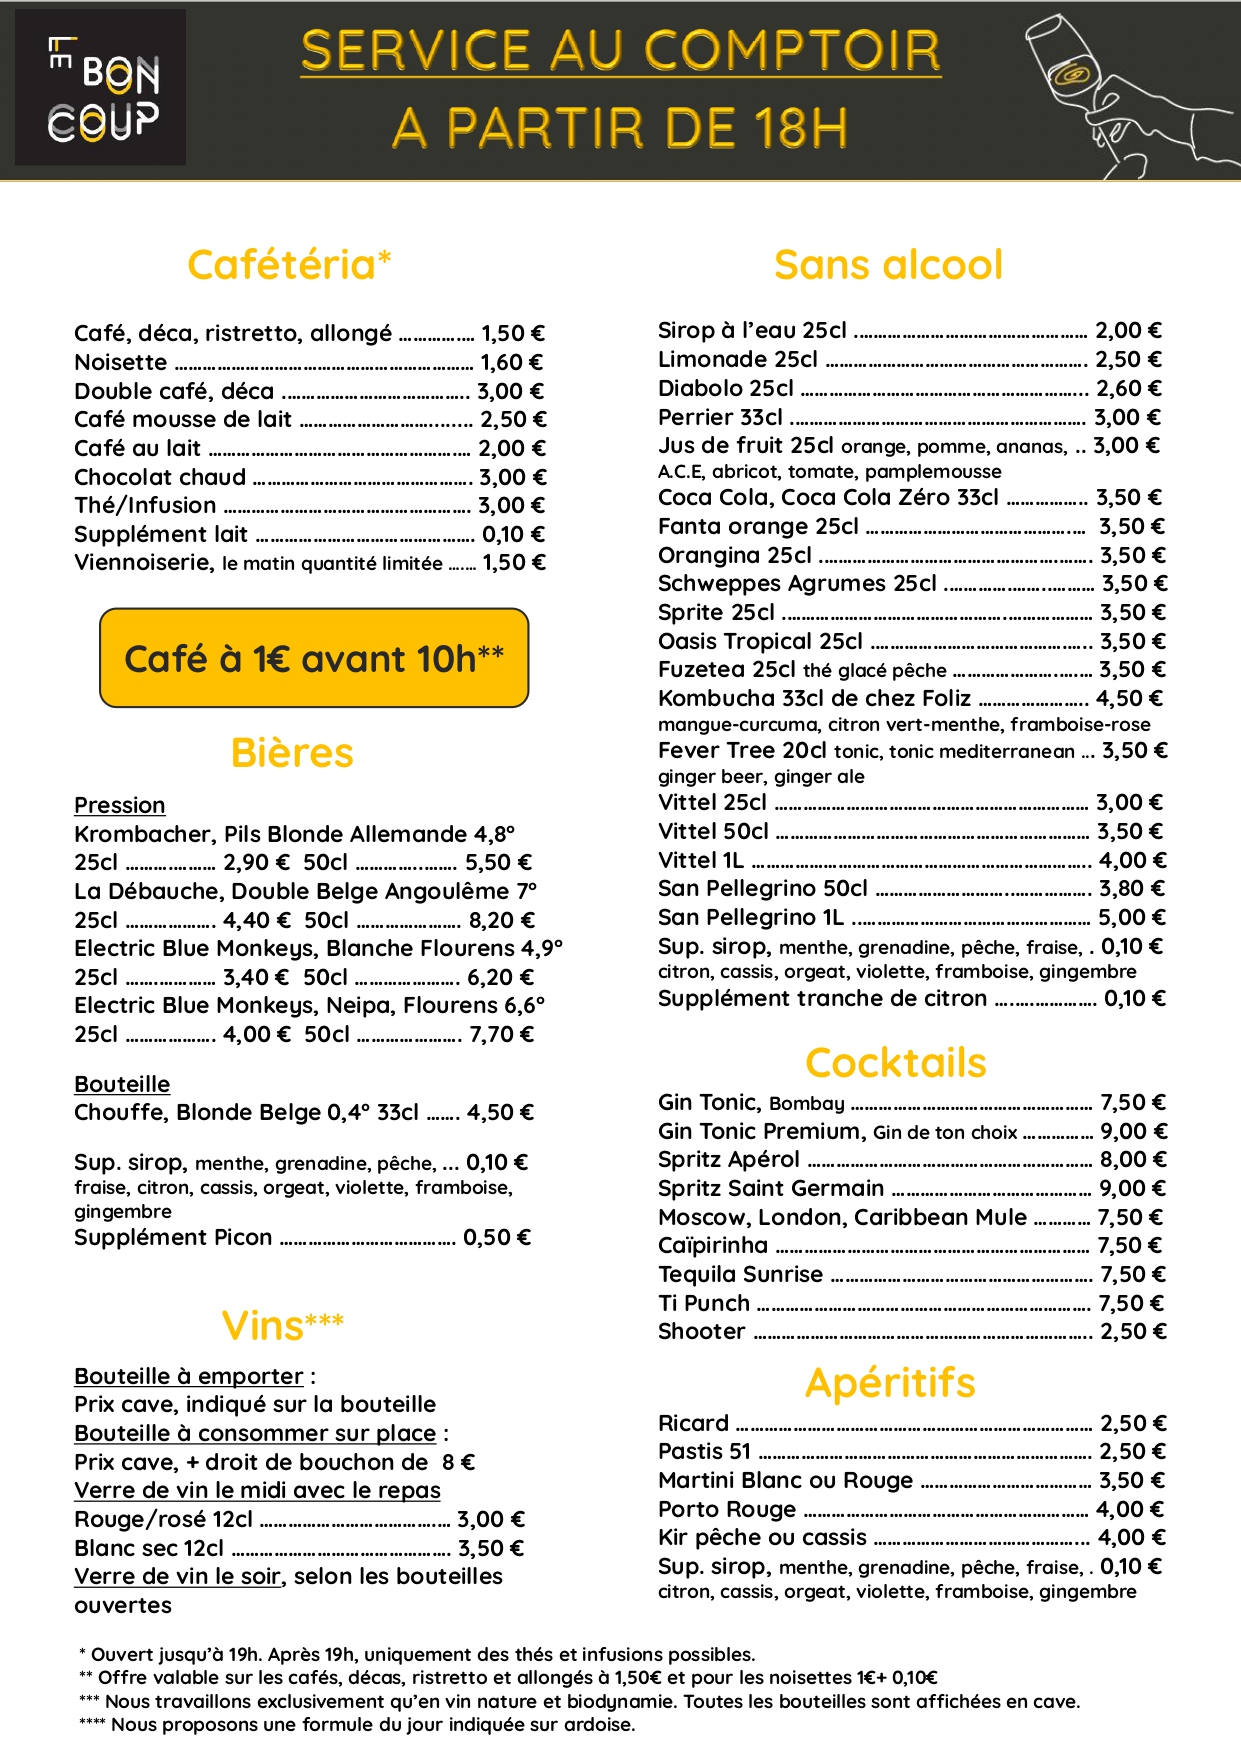 LE BON COUP
SERVICE AU COMPTOIR
A PARTIR DE 18H
Cafétéria*
Café, déca, ristretto, allongé ................ 1,50 €
Noisette ................ 1,60 €
Double café, déca ................ 3,00 €
Café mousse de lait ................ 2,50 €
Café au lait ................ 2,00 €
Chocolat chaud ................ 3,00 €
Thé/Infusion ................ 3,00 €
Supplément lait ................ 0,10 €
Viennoiserie, le matin quantité limitée ....... 1,50 €
Café à 1€ avant 10h**
Bières
Pression
Krombacher, Pils Blonde Allemande 4,8°
25cl ................ 2,90 € 50cl ................ 5,50 €
La Débauche, Double Belge Angoulême 7°
25cl ................ 4,40 € 50cl ................ 8,20 €
Electric Blue Monkeys, Blanche Flourens 4,9°
25cl ................ 3,40 € 50cl ................ 6,20 €
Electric Blue Monkeys, Neipa, Flourens 6,6°
25cl ................ 4,00 € 50cl ................ 7,70 €
Bouteille
Chouffe, Blonde Belge 0,4° 33cl ....... 4,50 €
Sup. sirop, menthe, grenadine, pêche, ... 0,10 €
fraise, citron, cassis, orgeat, violette, framboise,
gingembre
Supplément Picon ................ 0,50 €
Vins***
Bouteille à emporter :
Prix cave, indiqué sur la bouteille
Bouteille à consommer sur place :
Prix cave, + droit de bouchon de 8 €
Verre de vin le midi avec le repas
Rouge/rosé 12cl ................ 3,00 €
Blanc sec 12cl ................ 3,50 €
Verre de vin le soir, selon les bouteilles
ouvertes
Sans alcool
Sirop à l’eau 25cl ................ 2,00 €
Limonade 25cl ................ 2,50 €
Diabolo 25cl ................ 2,60 €
Perrier 33cl ................ 3,00 €
Jus de fruit 25cl orange, pomme, ananas, .. 3,00 €
A.C.E, abricot, tomate, pamplemousse
Coca Cola, Coca Cola Zéro 33cl ................ 3,50 €
Fanta orange 25cl ................ 3,50 €
Orangina 25cl ................ 3,50 €
Schweppes Agrumes 25cl ................ 3,50 €
Sprite 25cl ................ 3,50 €
Oasis Tropical 25cl ................ 3,50 €
Fuzetea 25cl thé glacé pêche ................ 3,50 €
Kombucha 33cl de chez Foliz ................ 4,50 €
mangue-curcuma, citron vert-menthe, framboise-rose
Fever Tree 20cl tonic, tonic mediterranean ... 3,50 €
ginger beer, ginger ale
Vittel 25cl ................ 3,00 €
Vittel 50cl ................ 3,50 €
Vittel 1L ................ 4,00 €
San Pellegrino 50cl ................ 3,80 €
San Pellegrino 1L ................ 5,00 €
Sup. sirop, menthe, grenadine, pêche, fraise, . 0,10 €
citron, cassis, orgeat, violette, framboise, gingembre
Supplément tranche de citron ................ 0,10 €
Cocktails
Gin Tonic, Bombay ................ 7,50 €
Gin Tonic Premium, Gin de ton choix ................ 9,00 €
Spritz Apérol ................ 8,00 €
Spritz Saint Germain ................ 9,00 €
Moscow, London, Caribbean Mule ............ 7,50 €
Caïpirinha ................ 7,50 €
Tequila Sunrise ................ 7,50 €
Ti Punch ................ 7,50 €
Shooter ................ 2,50 €
Apéritifs
Ricard ................ 2,50 €
Pastis 51 ................ 2,50 €
Martini Blanc ou Rouge ................ 3,50 €
Porto Rouge ................ 4,00 €
Kir pêche ou cassis ................ 4,00 €
Sup. sirop, menthe, grenadine, pêche, fraise, . 0,10 €
citron, cassis, orgeat, violette, framboise, gingembre
* Ouvert jusqu’à 19h. Après 19h, uniquement des thés et infusions possibles.
** Offre valable sur les cafés, décas, ristretto et allongés à 1,50€ et pour les noisettes 1€+ 0,10€
*** Nous travaillons exclusivement qu’en vin nature et biodynamie. Toutes les bouteilles sont affichées en cave.
**** Nous proposons une formule du jour indiquée sur ardoise.